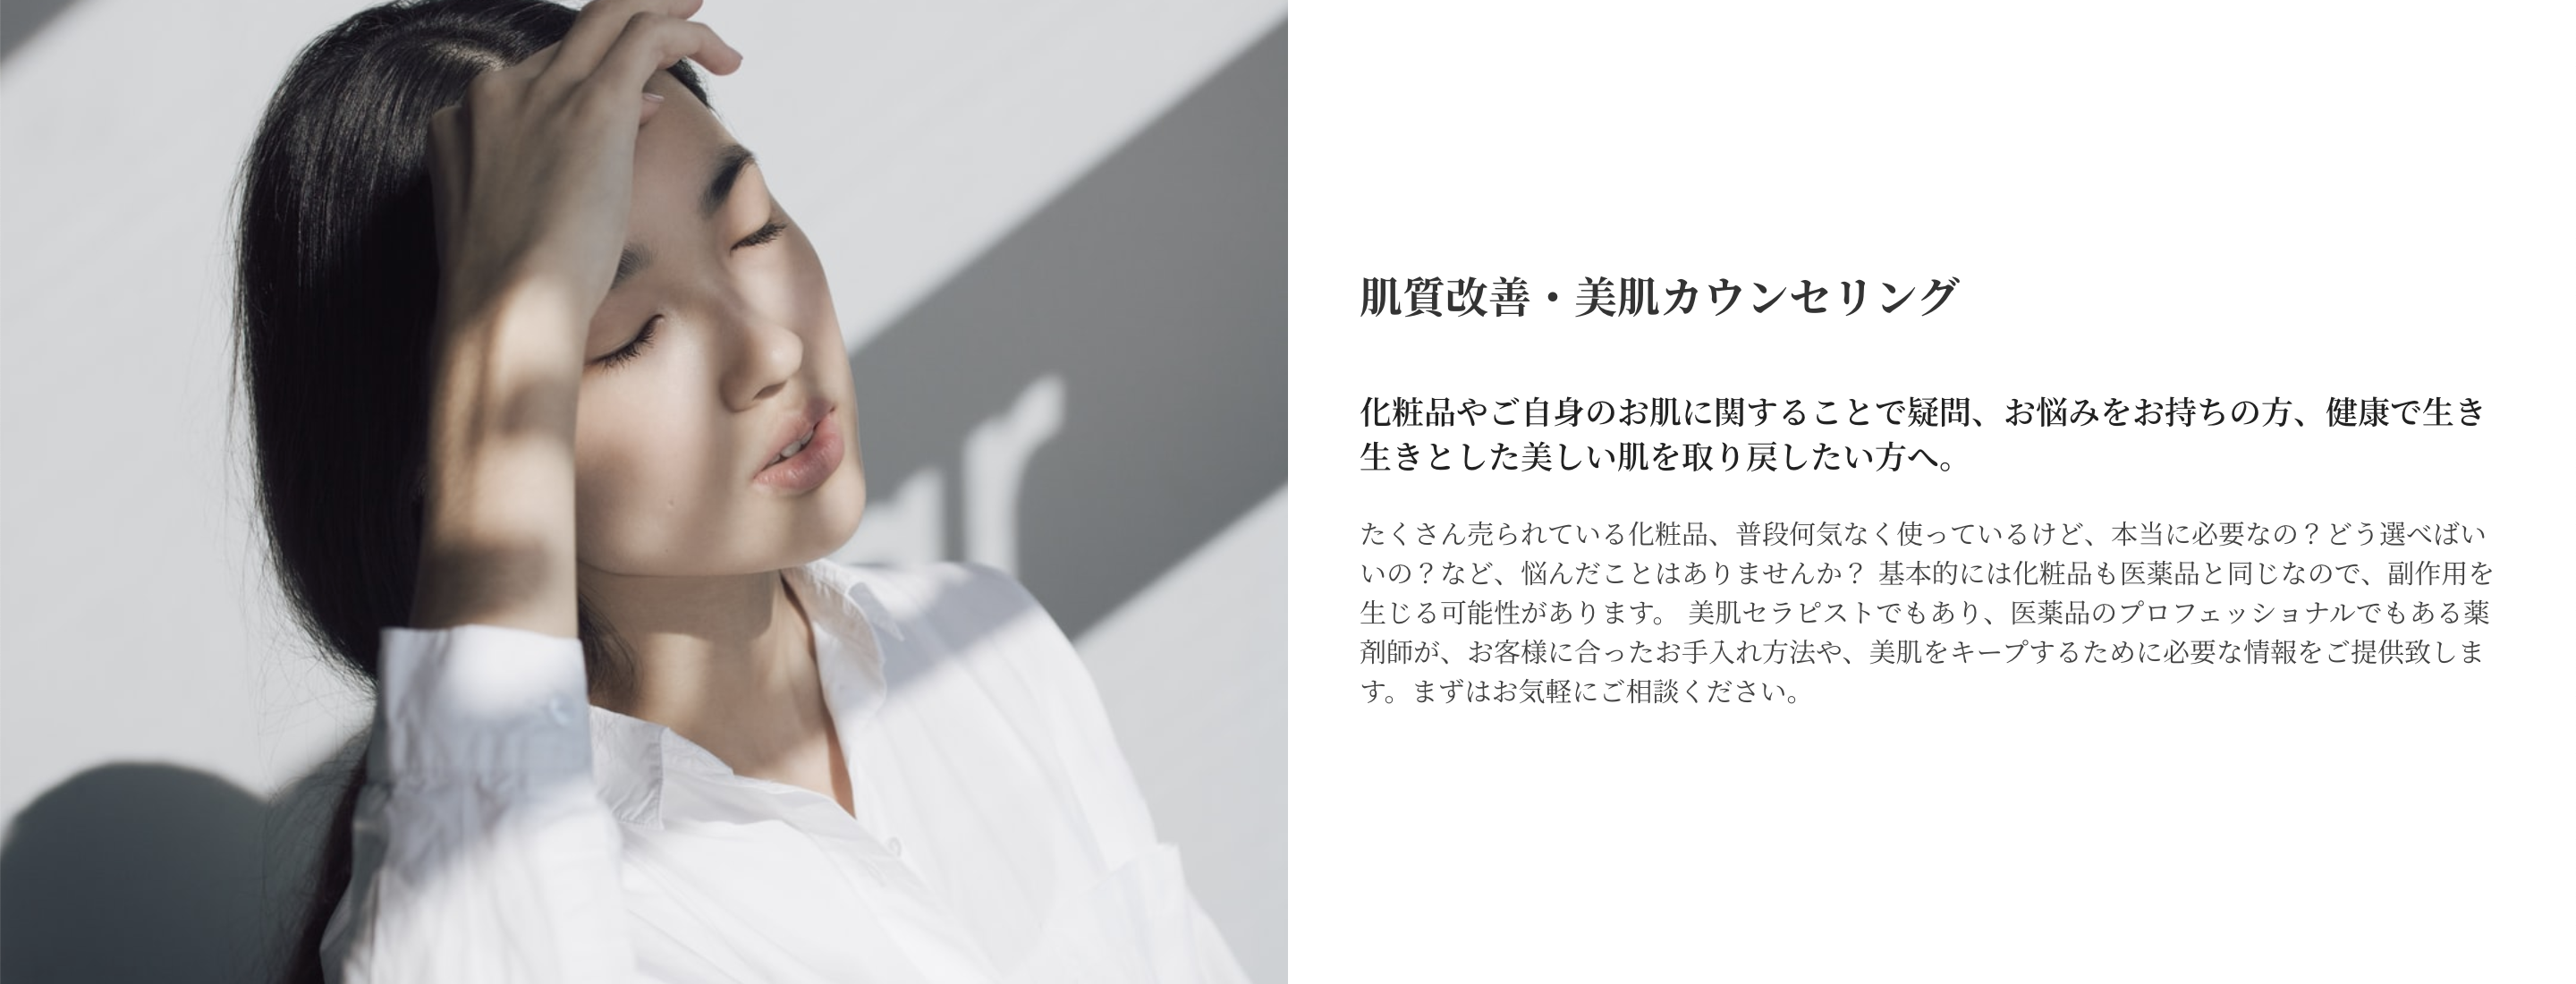 肌質改善・美肌カウンセリング
化粧品やご自身のお肌に関することで疑問、お悩みをお持ちの方、健康で生き
生きとした美しい肌を取り戻したい方へ。
たくさん売られている化粧品、普段何気なく使っているけど、本当に必要なの？どう選べばい
いの？など、悩んだことはありませんか？ 基本的には化粧品も医薬品と同じなので、副作用を
生じる可能性があります。 美肌セラピストでもあり、医薬品のプロフェッショナルでもある薬
剤師が、お客様に合ったお手入れ方法や、美肌をキープするために必要な情報をご提供致しま
す。まずはお気軽にご相談ください。